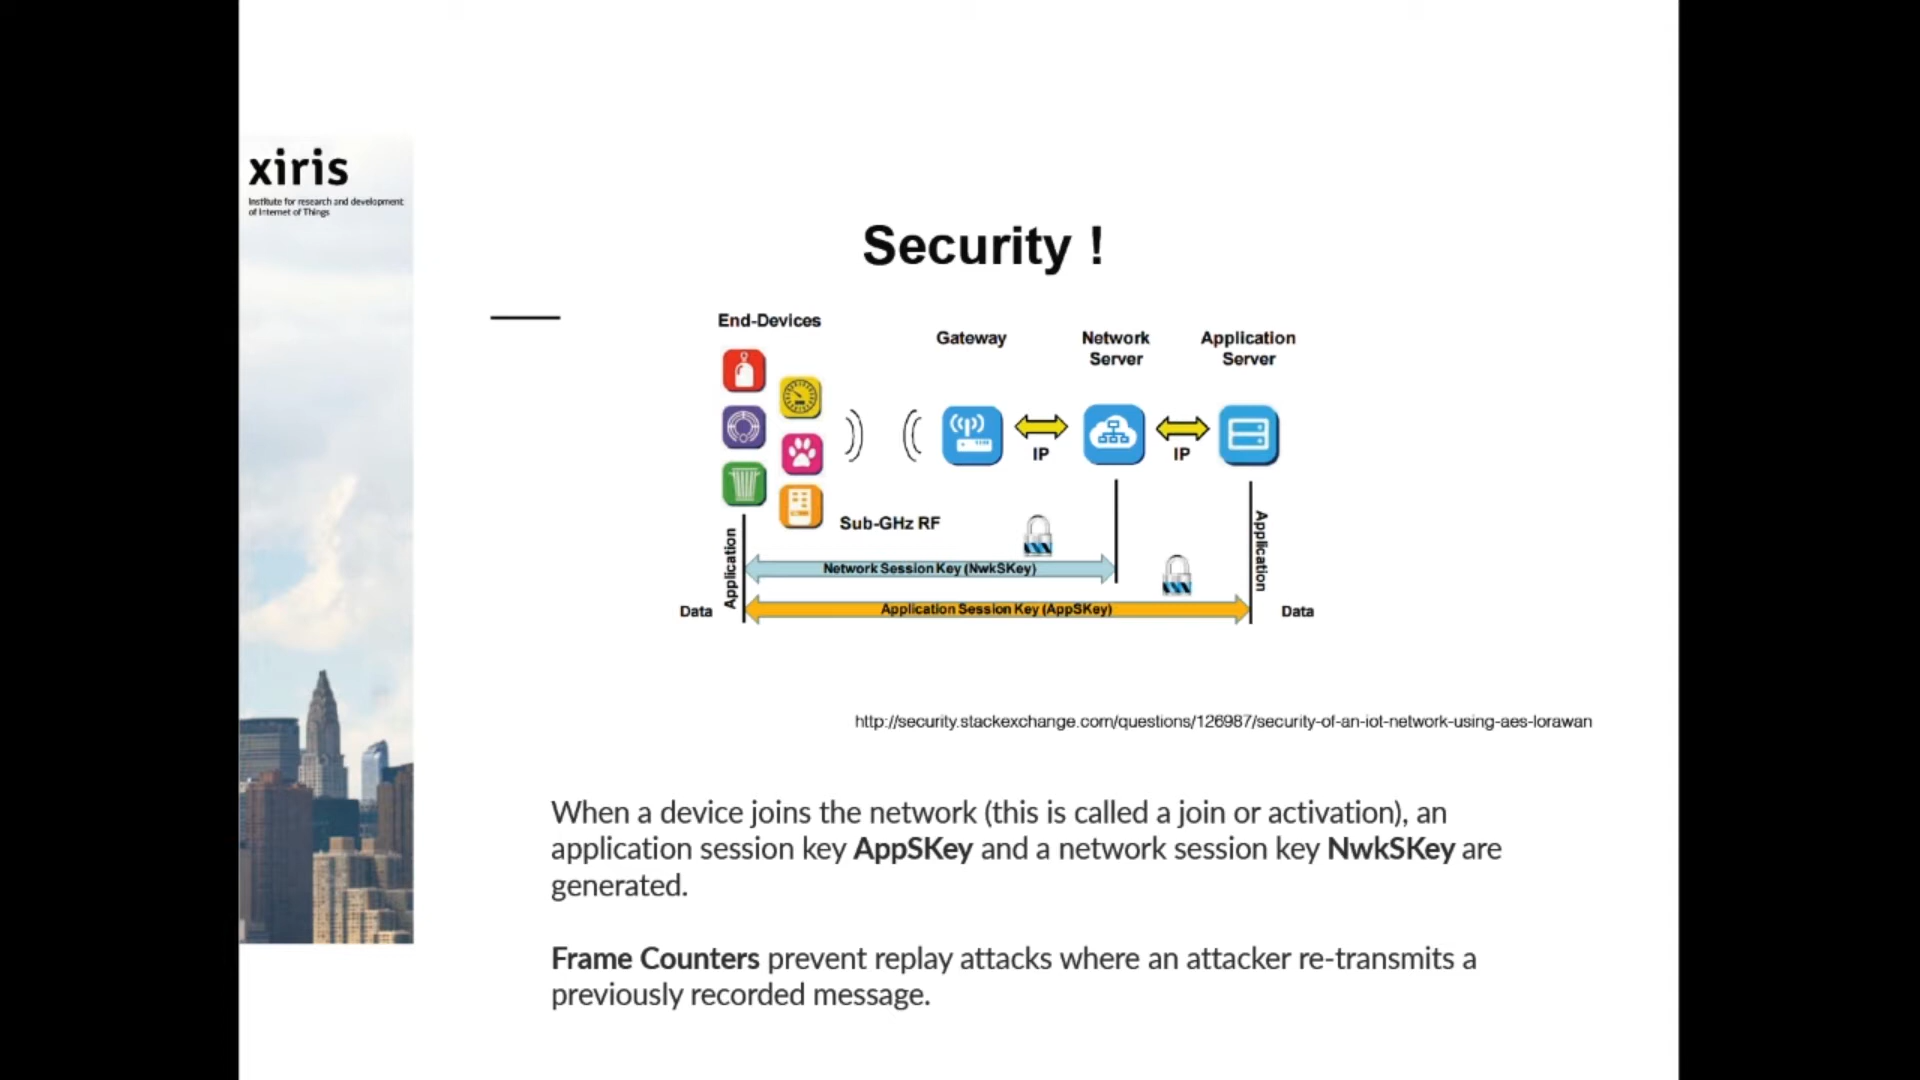 xiris
Institute for research and development
of Internet of Things
Security !
End-Devices
Gateway
Network
Server
Application
Server
IP
IP
Sub-GHz RF
Application
Network Session Key (NwkSKey)
Application
Data
Application Session Key (AppSKey)
Data
http://security.stackexchange.com/questions/126987/security-of-an-iot-network-using-aes-lorawan
When a device joins the network (this is called a join or activation), an
application session key AppSKey and a network session key NwkSKey are
generated.
Frame Counters prevent replay attacks where an attacker re-transmits a
previously recorded message.